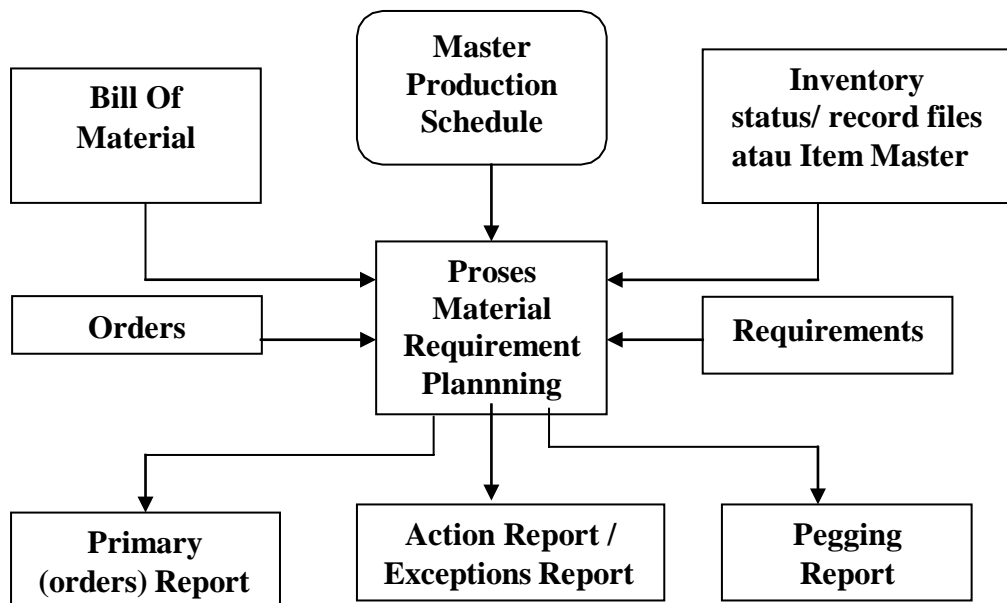 Bill Of
Material
Master
Production
Schedule
Inventory
status/ record files
atau Item Master
Orders
Proses
Material
Requirement
Plannning
Requirements
Primary
(orders) Report
Action Report /
Exceptions Report
Pegging
Report